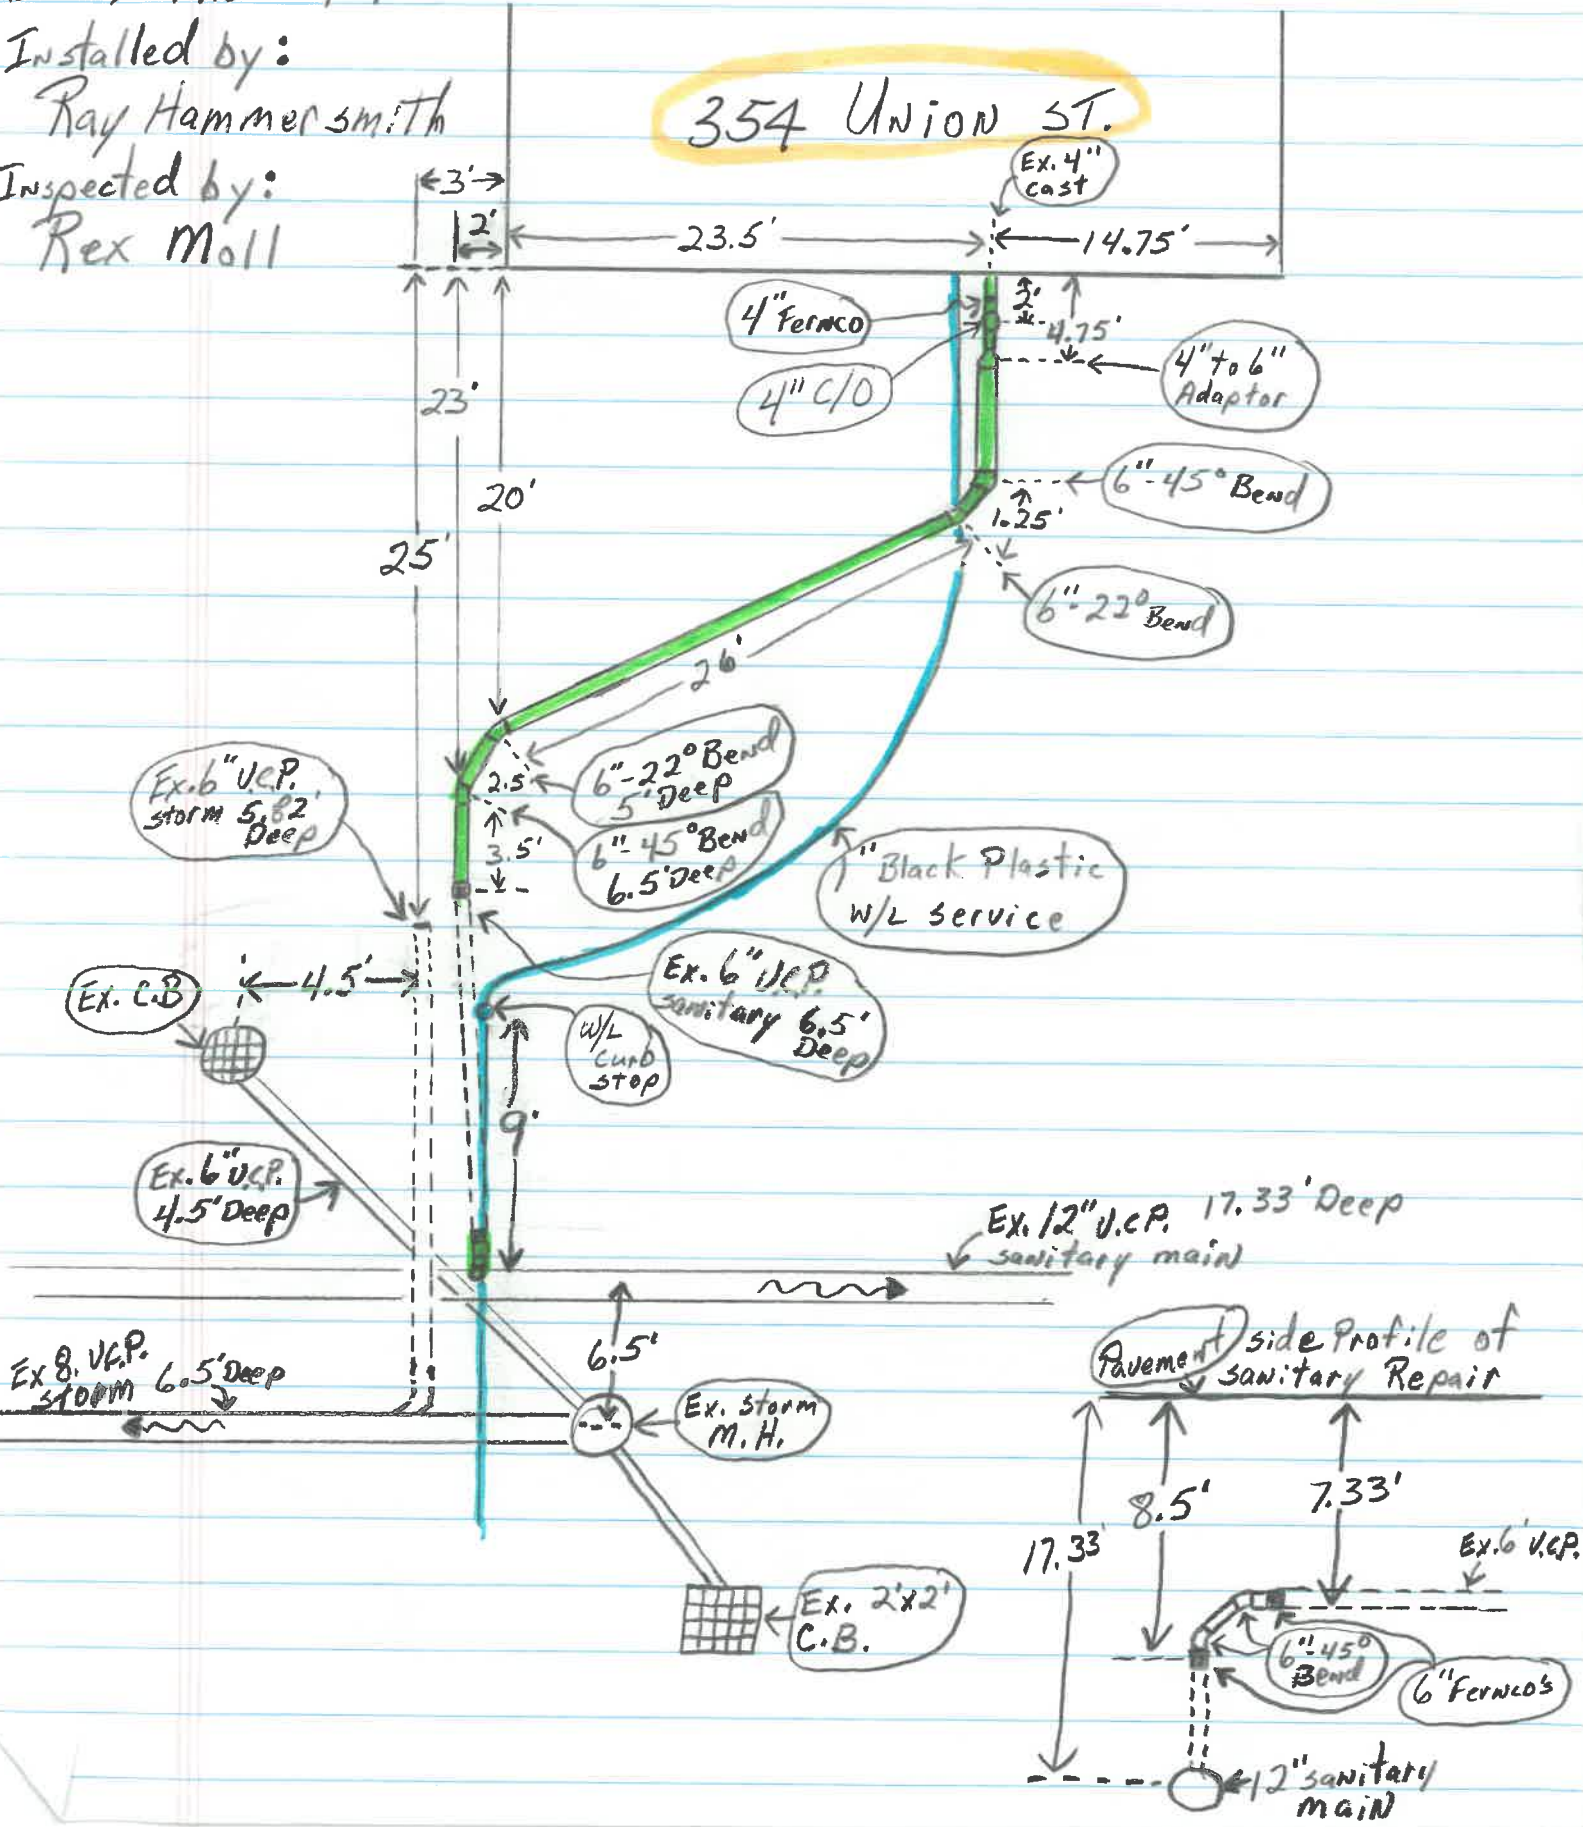 Installed by:
Ray Hammersmith
Inspected by:
Rex Moll
354 Union St.
Ex. 4"
cast
3'
2'
23.5'
14.75'
4" Fernco
2'
4.75'
4" C/O
4" to 6"
Adaptor
23'
20'
25'
6"-45° Bend
1.25'
6"-22° Bend
26'
6"-22° Bend
5' Deep
2.5'
6"-45° Bend
6.5' Deep
3.5'
Ex. 6" V.C.P.
storm 5.82'
Deep
1" Black Plastic
W/L service
Ex. C.B
4.5'
Ex. 6" V.C.P.
sanitary 6.5'
Deep
W/L
curb
stop
9'
Ex. 6" V.C.P.
4.5' Deep
Ex. 12" V.C.P. 17.33' Deep
sanitary main
6.5'
Ex 8. V.C.P.
storm 6.5' Deep
Ex. storm
M.H.
Ex. 2'x2'
C.B.
Pavement
side Profile of
sanitary Repair
17.33'
8.5'
7.33'
Ex. 6" V.C.P.
6"-45°
Bend
6" Fernco's
12" sanitary
main